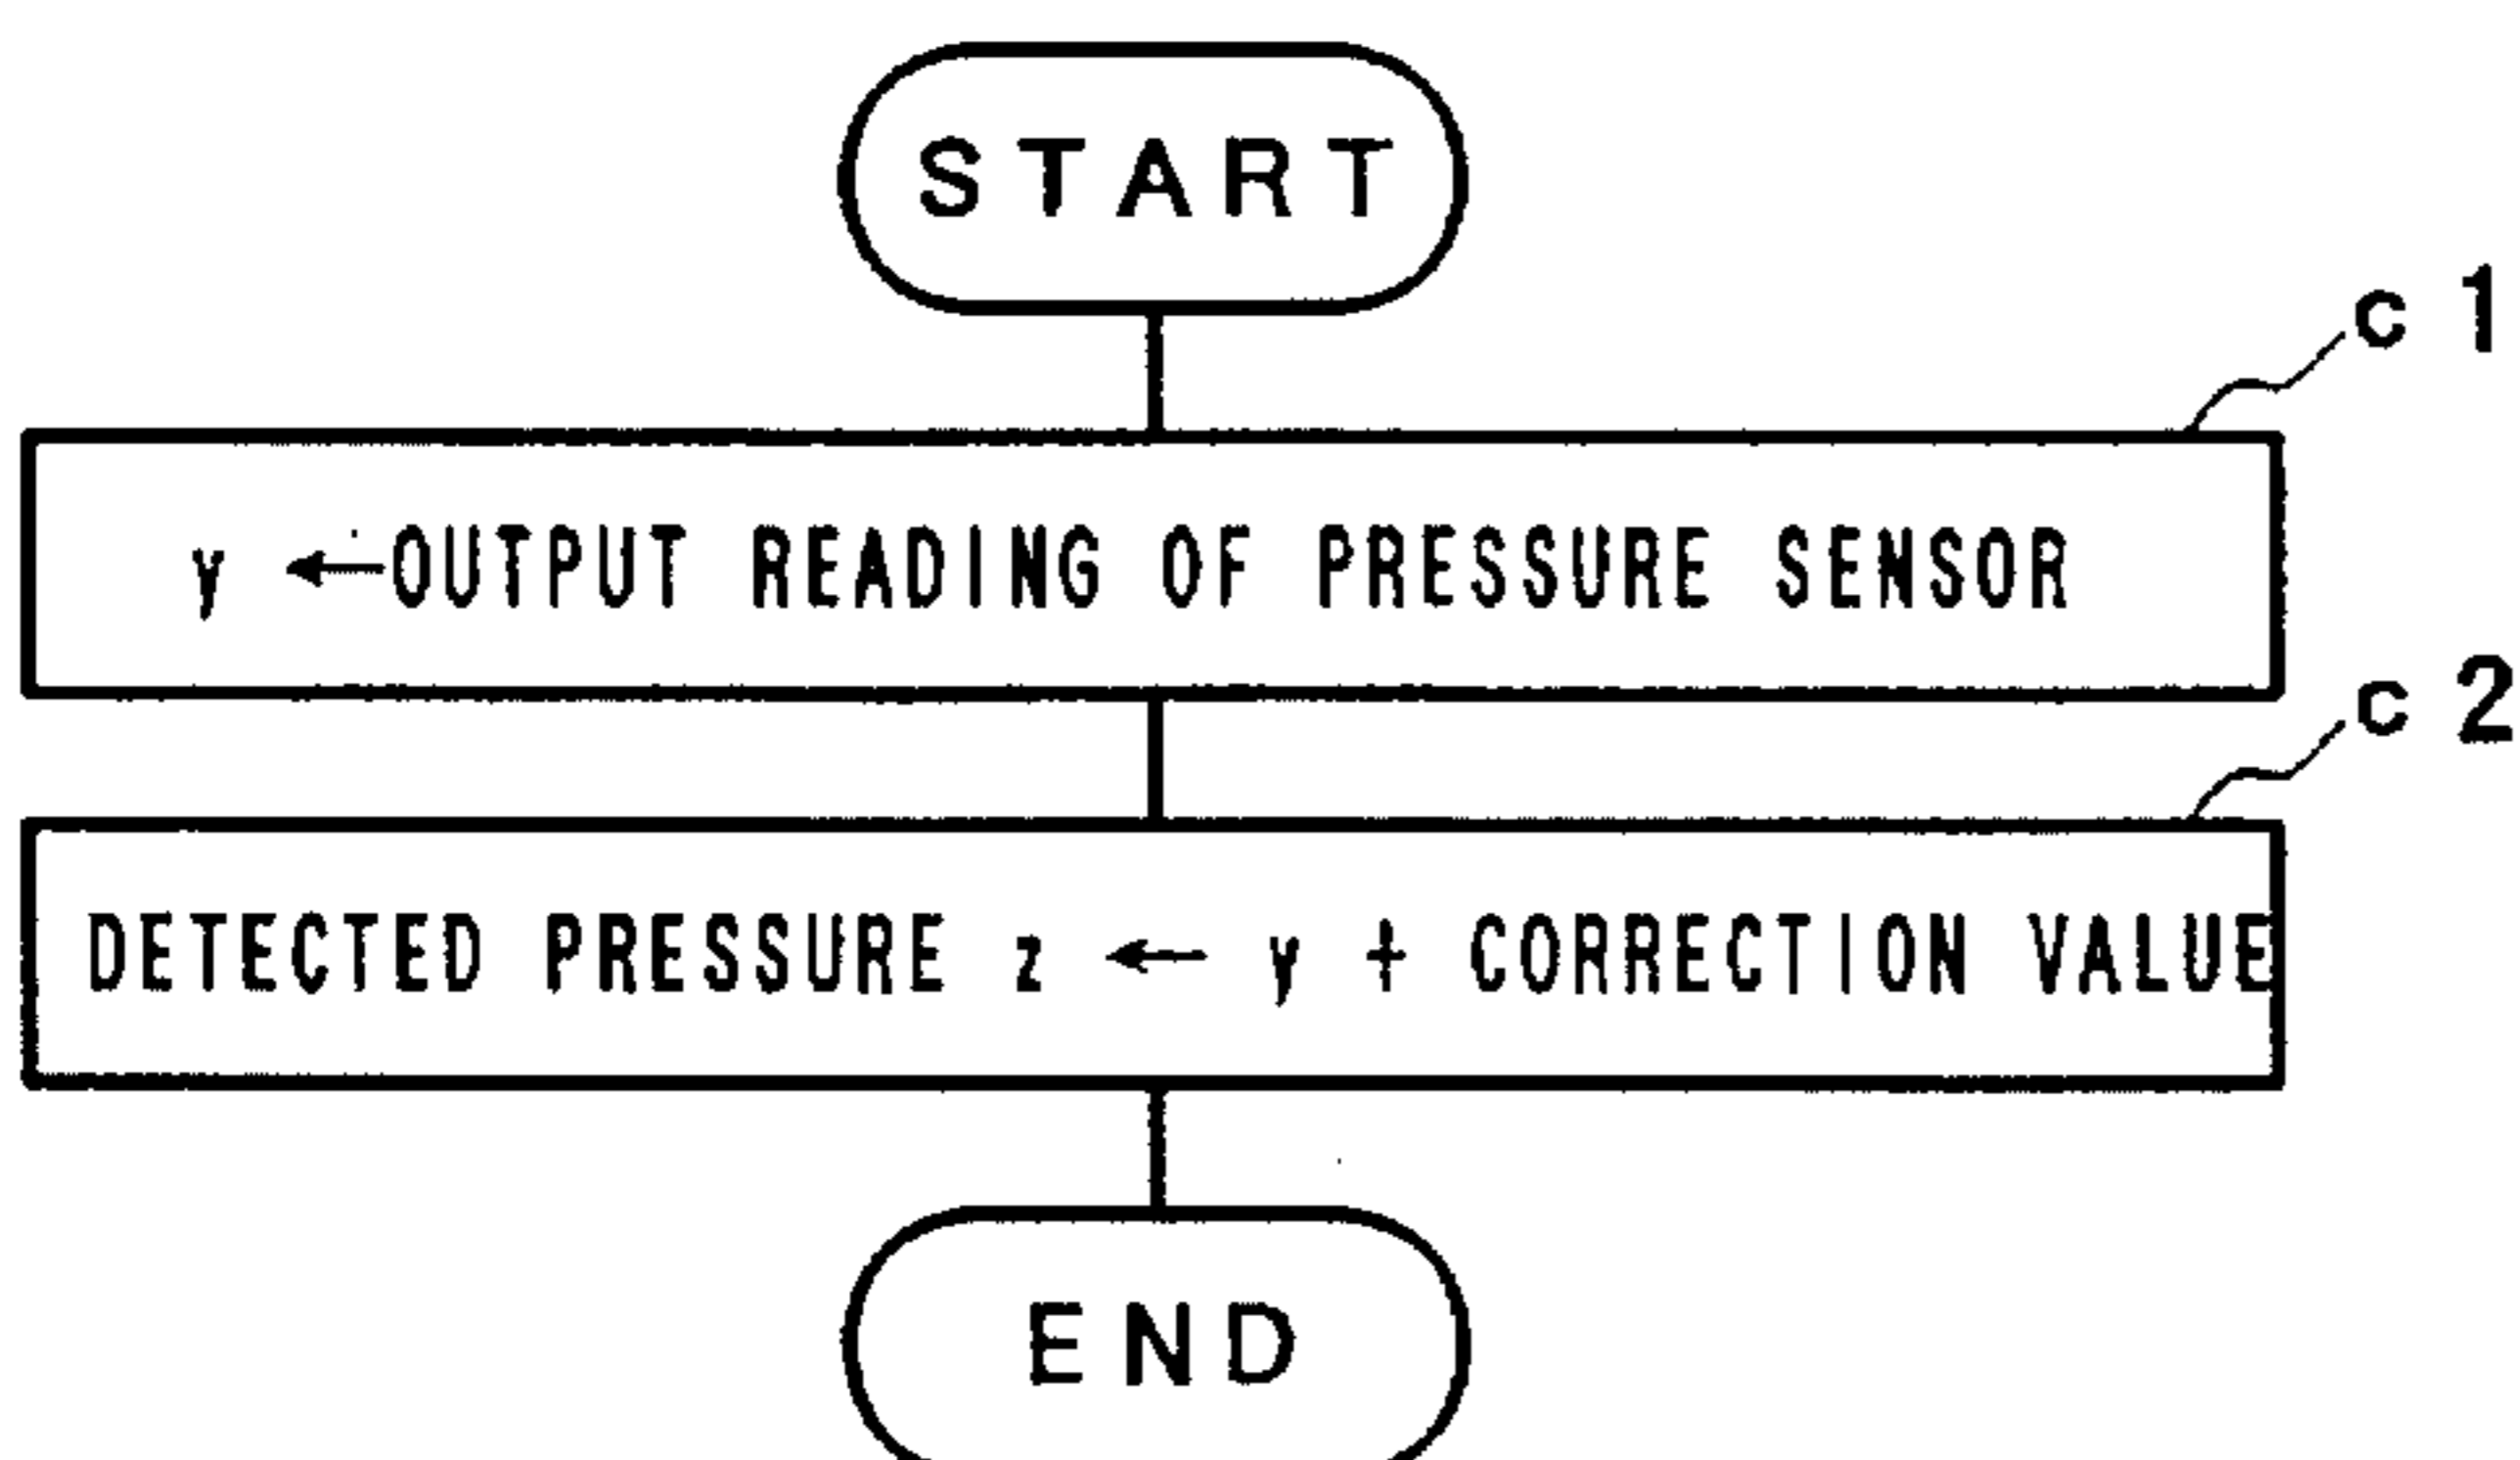 START
c 1
y ← OUTPUT READING OF PRESSURE SENSOR
c 2
DETECTED PRESSURE z ← y + CORRECTION VALUE
END